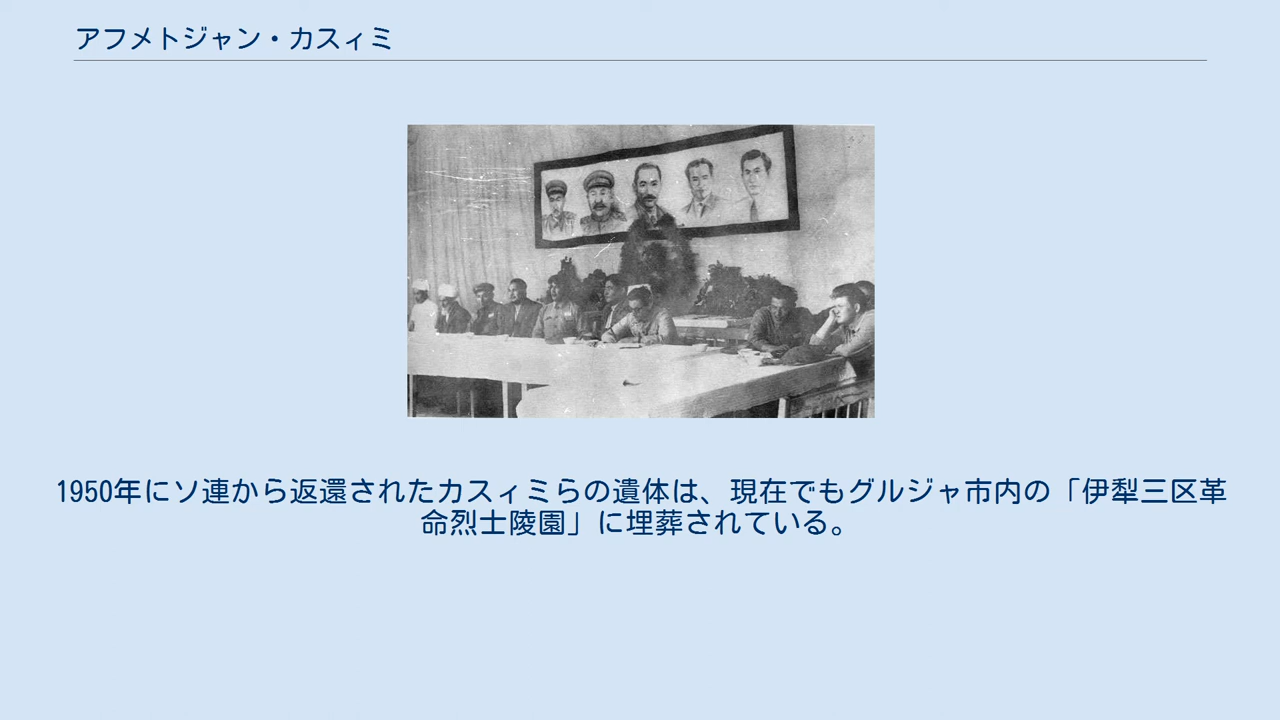 アフメトジャン・カスィミ
1950年にソ連から返還されたカスィミらの遺体は、現在でもグルジャ市内の「伊犁三区革
命烈士陵園」に埋葬されている。